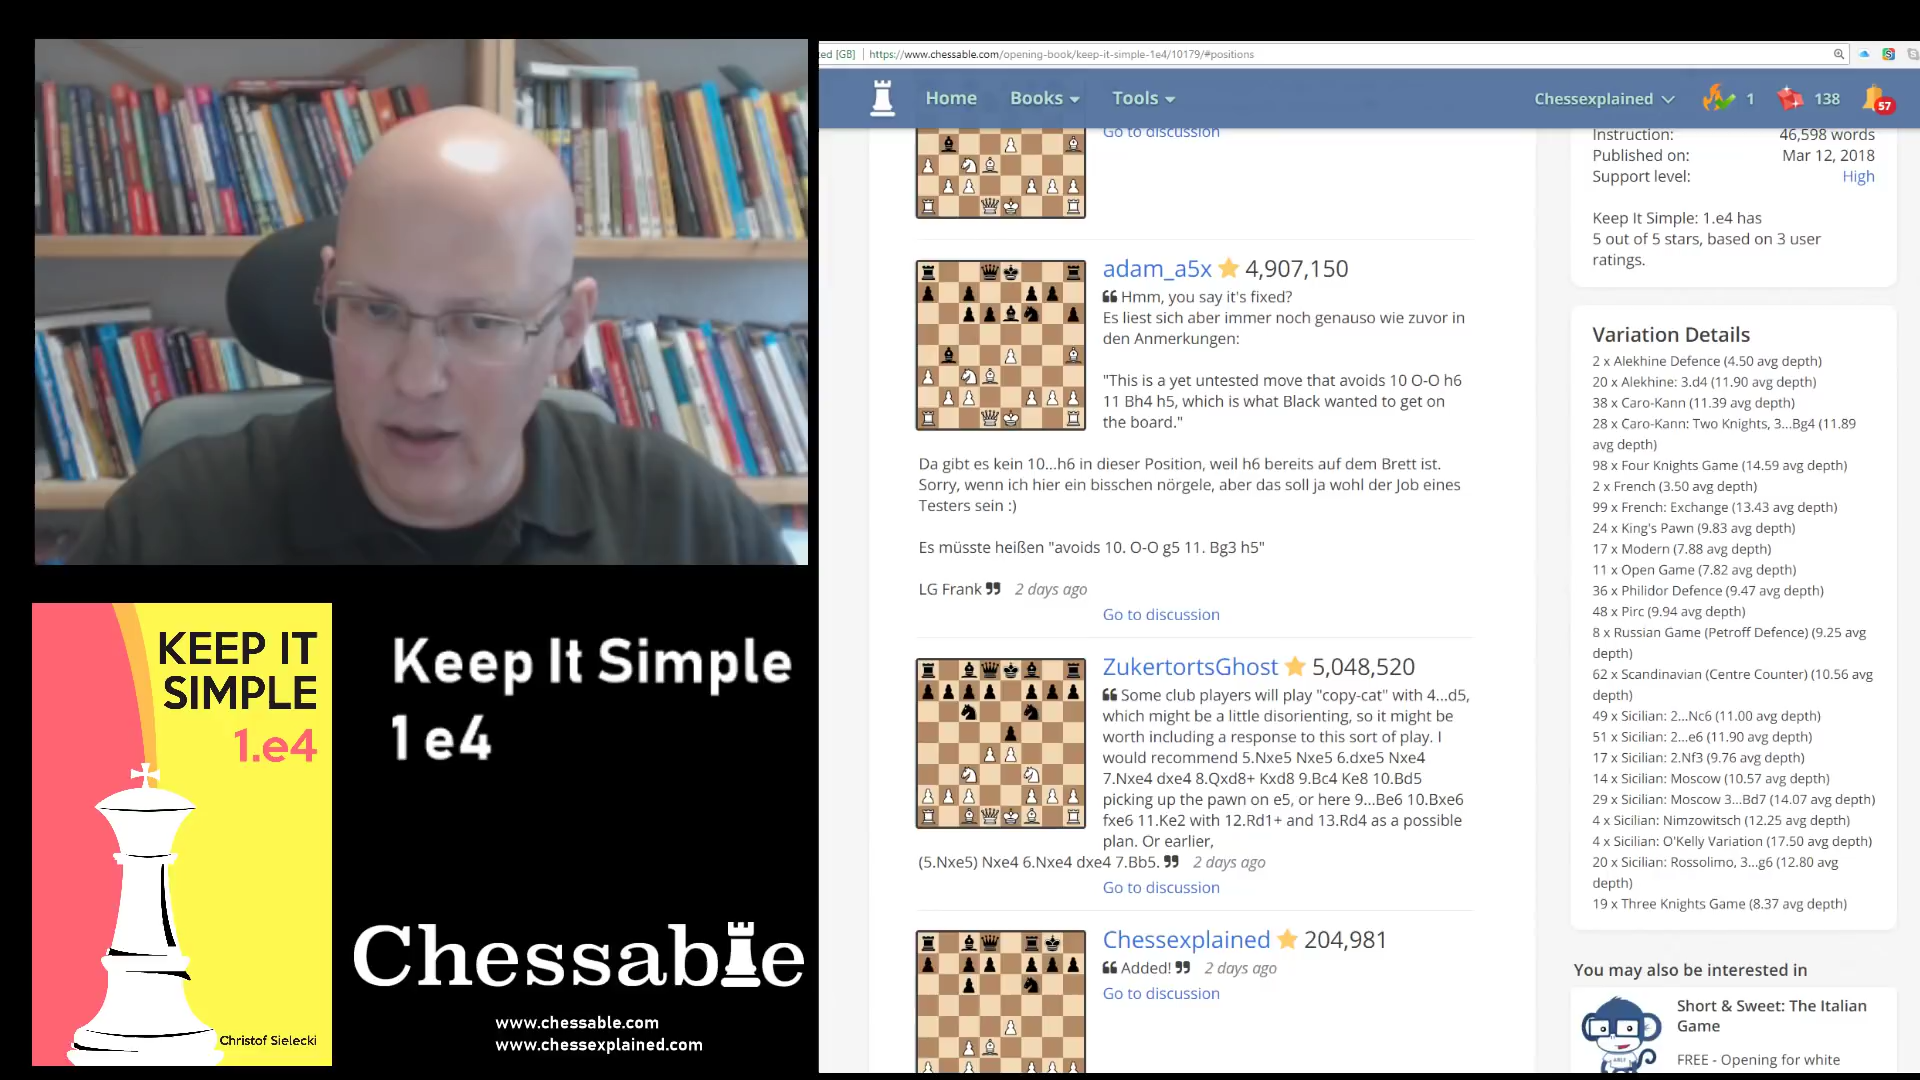 ted [GB]
https://www.chessable.com/opening-book/keep-it-simple-1e4/10179/#positions
Home
Books
Tools
Chessexplained
1
138
57
Go to discussion
adam_a5x 4,907,150
Hmm, you say it's fixed?
Es liest sich aber immer noch genauso wie zuvor in
den Anmerkungen:
"This is a yet untested move that avoids 10 O-O h6
11 Bh4 h5, which is what Black wanted to get on
the board."
Da gibt es kein 10...h6 in dieser Position, weil h6 bereits auf dem Brett ist.
Sorry, wenn ich hier ein bisschen nörgele, aber das soll ja wohl der Job eines
Testers sein :)
Es müsste heißen "avoids 10. O-O g5 11. Bg3 h5"
LG Frank 2 days ago
Go to discussion
ZukertortsGhost 5,048,520
Some club players will play "copy-cat" with 4...d5,
which might be a little disorienting, so it might be
worth including a response to this sort of play. I
would recommend 5.Nxe5 Nxe5 6.dxe5 Nxe4
7.Nxe4 dxe4 8.Qxd8+ Kxd8 9.Bc4 Ke8 10.Bd5
picking up the pawn on e5, or here 9...Be6 10.Bxe6
fxe6 11.Ke2 with 12.Rd1+ and 13.Rd4 as a possible
plan. Or earlier,
(5.Nxe5) Nxe4 6.Nxe4 dxe4 7.Bb5. 2 days ago
Go to discussion
Chessexplained 204,981
Added! 2 days ago
Go to discussion
Instruction: 46,598 words
Published on: Mar 12, 2018
Support level: High
Keep It Simple: 1.e4 has
5 out of 5 stars, based on 3 user
ratings.
Variation Details
2 x Alekhine Defence (4.50 avg depth)
20 x Alekhine: 3.d4 (11.90 avg depth)
38 x Caro-Kann (11.39 avg depth)
28 x Caro-Kann: Two Knights, 3...Bg4 (11.89
avg depth)
98 x Four Knights Game (14.59 avg depth)
2 x French (3.50 avg depth)
99 x French: Exchange (13.43 avg depth)
24 x King's Pawn (9.83 avg depth)
17 x Modern (7.88 avg depth)
11 x Open Game (7.82 avg depth)
36 x Philidor Defence (9.47 avg depth)
48 x Pirc (9.94 avg depth)
8 x Russian Game (Petroff Defence) (9.25 avg
depth)
62 x Scandinavian (Centre Counter) (10.56 avg
depth)
49 x Sicilian: 2...Nc6 (11.00 avg depth)
51 x Sicilian: 2...e6 (11.90 avg depth)
17 x Sicilian: 2.Nf3 (9.76 avg depth)
14 x Sicilian: Moscow (10.57 avg depth)
29 x Sicilian: Moscow 3...Bd7 (14.07 avg depth)
4 x Sicilian: Nimzowitsch (12.25 avg depth)
4 x Sicilian: O'Kelly Variation (17.50 avg depth)
20 x Sicilian: Rossolimo, 3...g6 (12.80 avg
depth)
19 x Three Knights Game (8.37 avg depth)
You may also be interested in
Short & Sweet: The Italian
Game
FREE - Opening for white
KEEP IT
SIMPLE
1.e4
Christof Sielecki
Keep It Simple
1 e4
Chessable
www.chessable.com
www.chessexplained.com